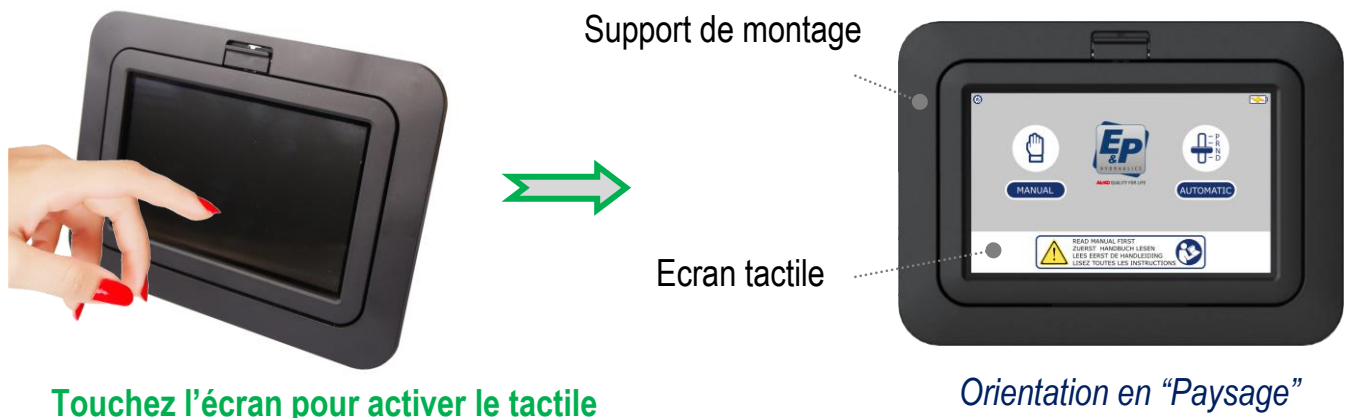 Support de montage
P
R
N
D
E&P
HYDRAULICS
AL-KO QUALITY FOR LIFE
MANUAL
AUTOMATIC
READ MANUAL FIRST
ZUERST HANDBUCH LESEN
LEES EERST DE HANDLEIDING
LISEZ TOUTES LES INSTRUCTIONS
Ecran tactile
Touchez l’écran pour activer le tactile
Orientation en “Paysage”